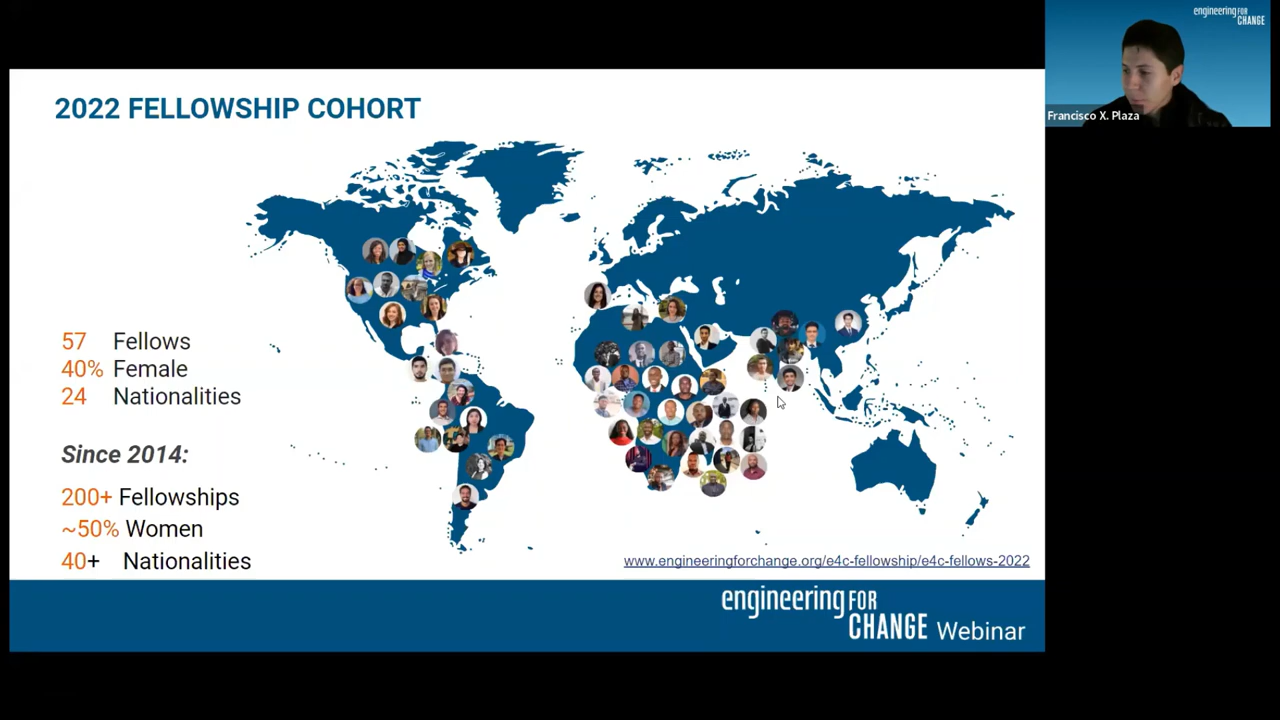 2022 FELLOWSHIP COHORT
57 Fellows
40% Female
24 Nationalities
Since 2014:
200+ Fellowships
~50% Women
40+ Nationalities
www.engineeringforchange.org/e4c-fellowship/e4c-fellows-2022
engineering FOR
CHANGE Webinar
engineering FOR
CHANGE
Francisco X. Plaza